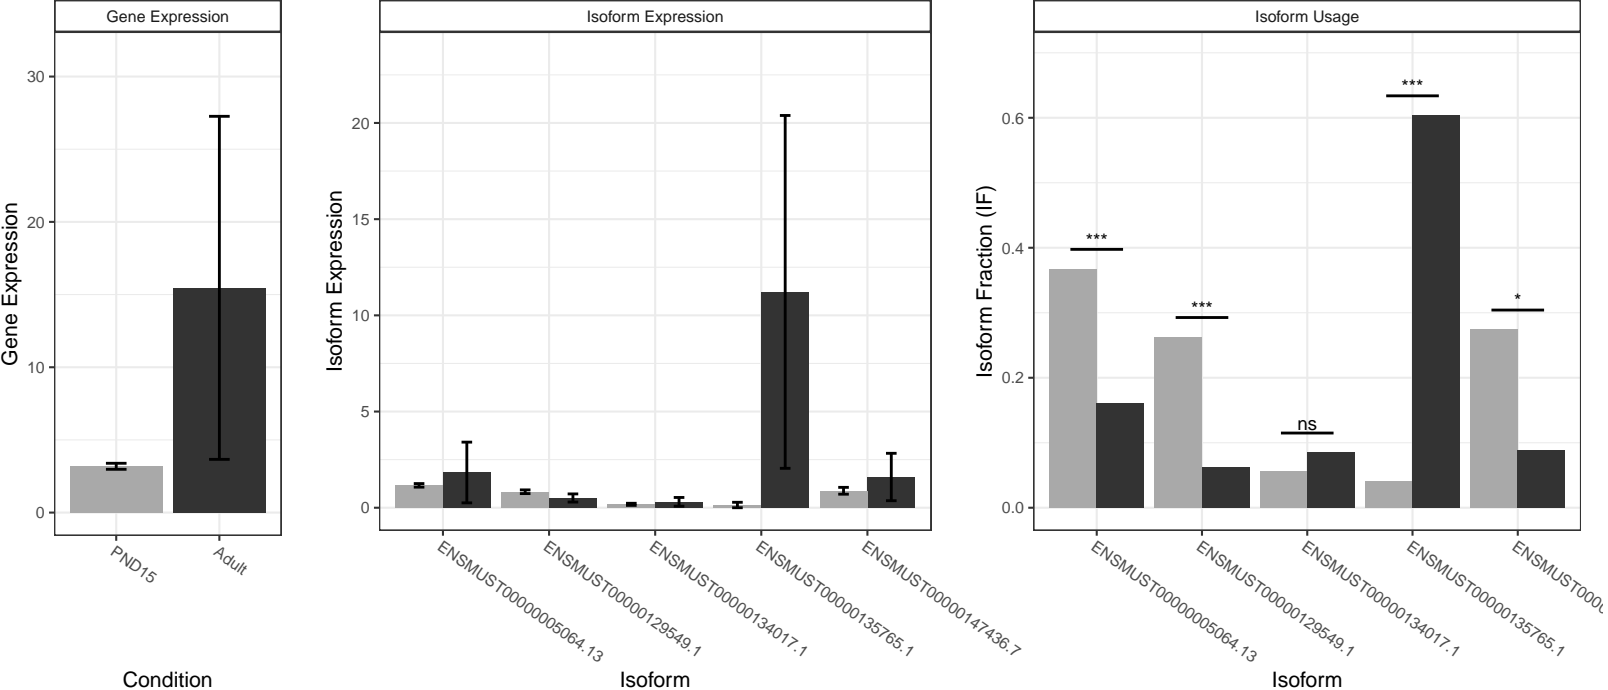 Gene Expression
Isoform Expression
Isoform Usage
Gene Expression
30
20
10
0
PND15
Adult
Condition
Isoform Expression
20
15
10
5
0
ENSMUST00000005064.13
ENSMUST00000129549.1
ENSMUST00000134017.1
ENSMUST00000135765.1
ENSMUST00000147436.7
Isoform
Isoform Fraction (IF)
0.6
0.4
0.2
0.0
***
***
ns
***
*
ENSMUST00000005064.13
ENSMUST00000129549.1
ENSMUST00000134017.1
ENSMUST00000135765.1
Isoform